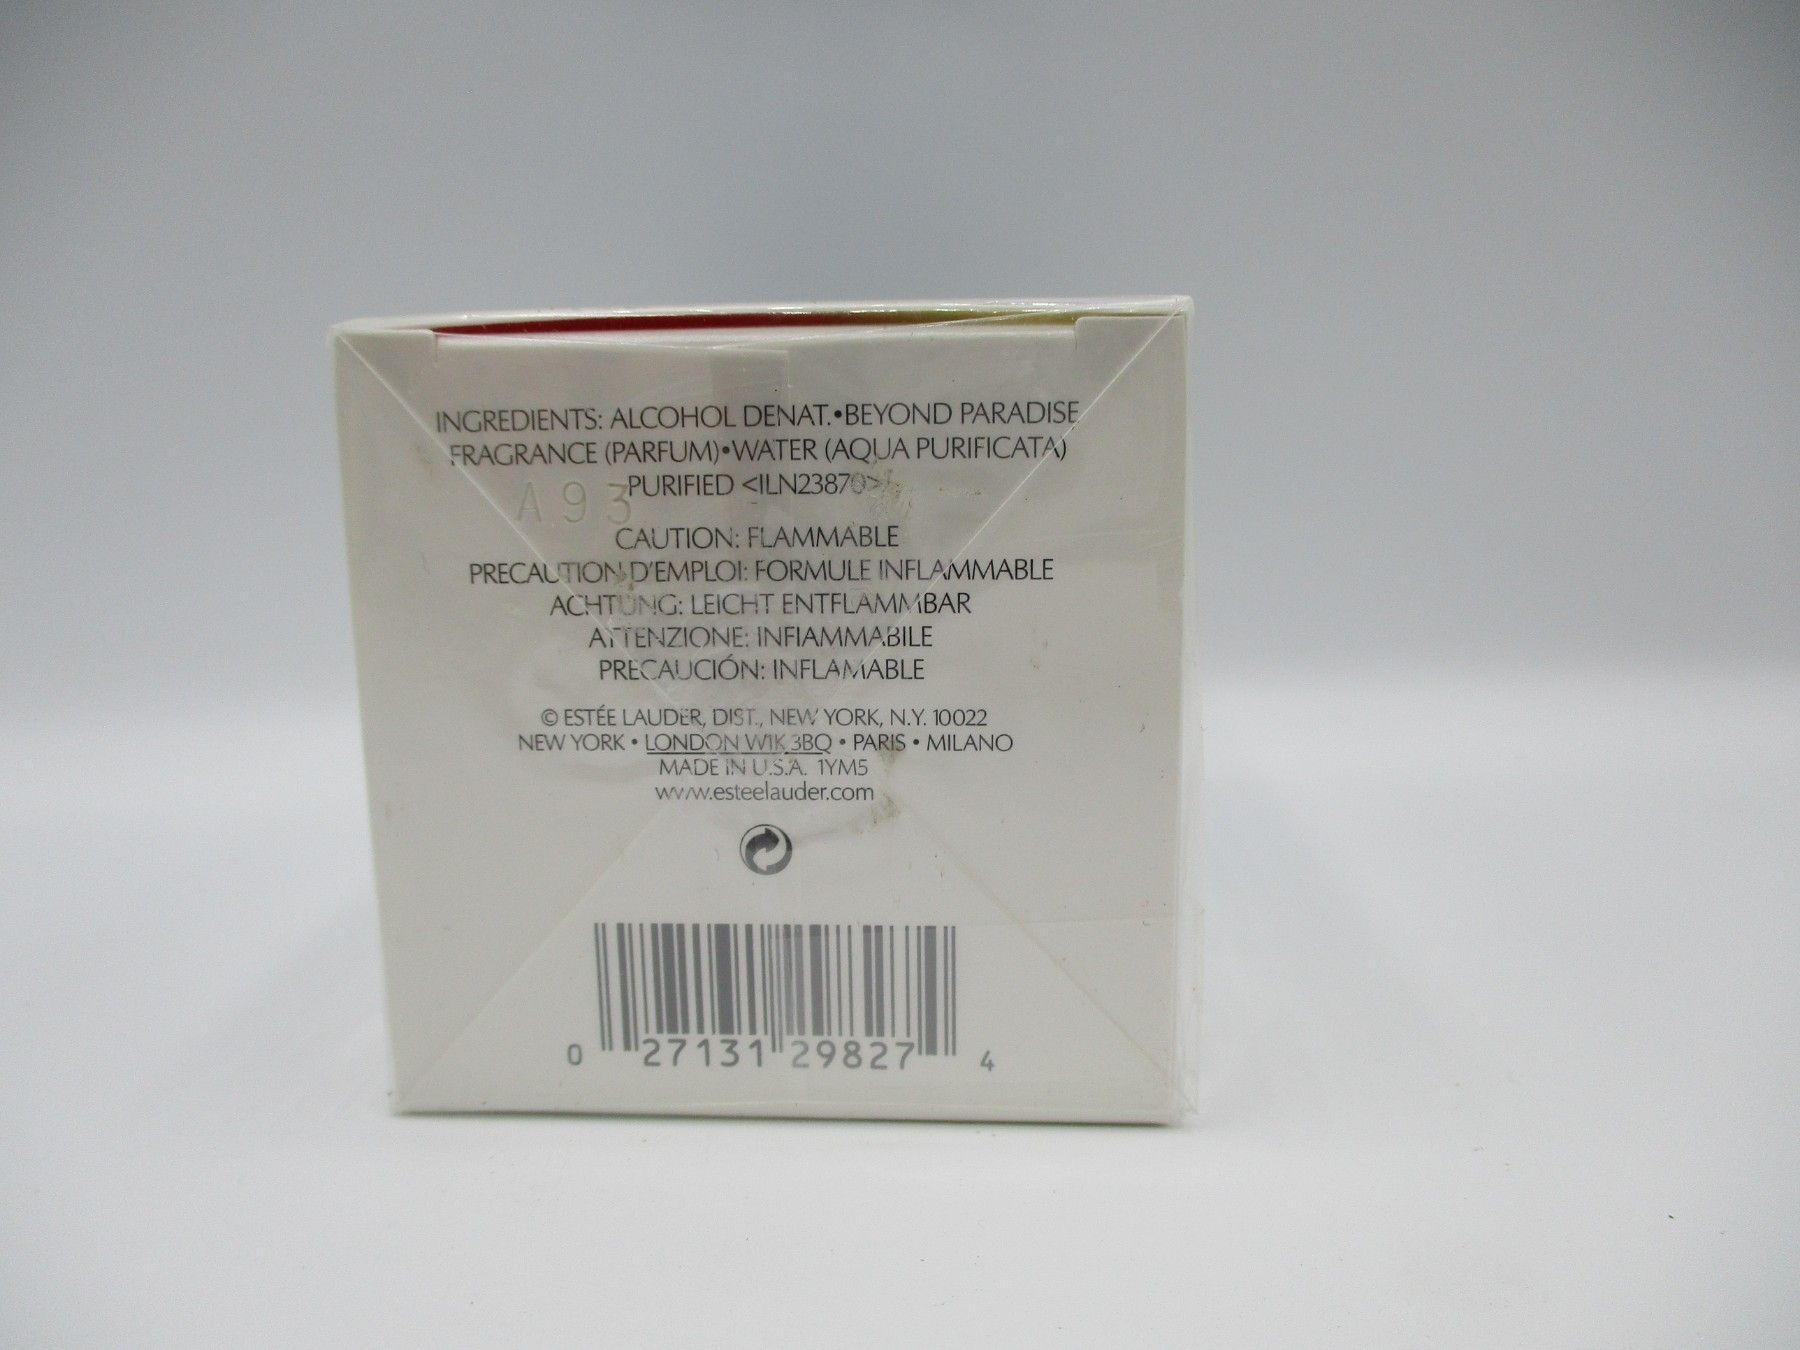 INGREDIENTS: ALCOHOL DENAT.•BEYOND PARADISE
FRAGRANCE (PARFUM)•WATER (AQUA PURIFICATA)
PURIFIED <ILN23870>
A93
CAUTION: FLAMMABLE
PRECAUTION D'EMPLOI: FORMULE INFLAMMABLE
ACHTUNG: LEICHT ENTFLAMMBAR
ATTENZIONE: INFIAMMABILE
PRECAUCIÓN: INFLAMABLE
© ESTÉE LAUDER, DIST., NEW YORK, N.Y. 10022
NEW YORK • LONDON W1K 3BQ • PARIS • MILANO
MADE IN U.S.A. 1YM5
www.esteelauder.com
0 27131 29827 4